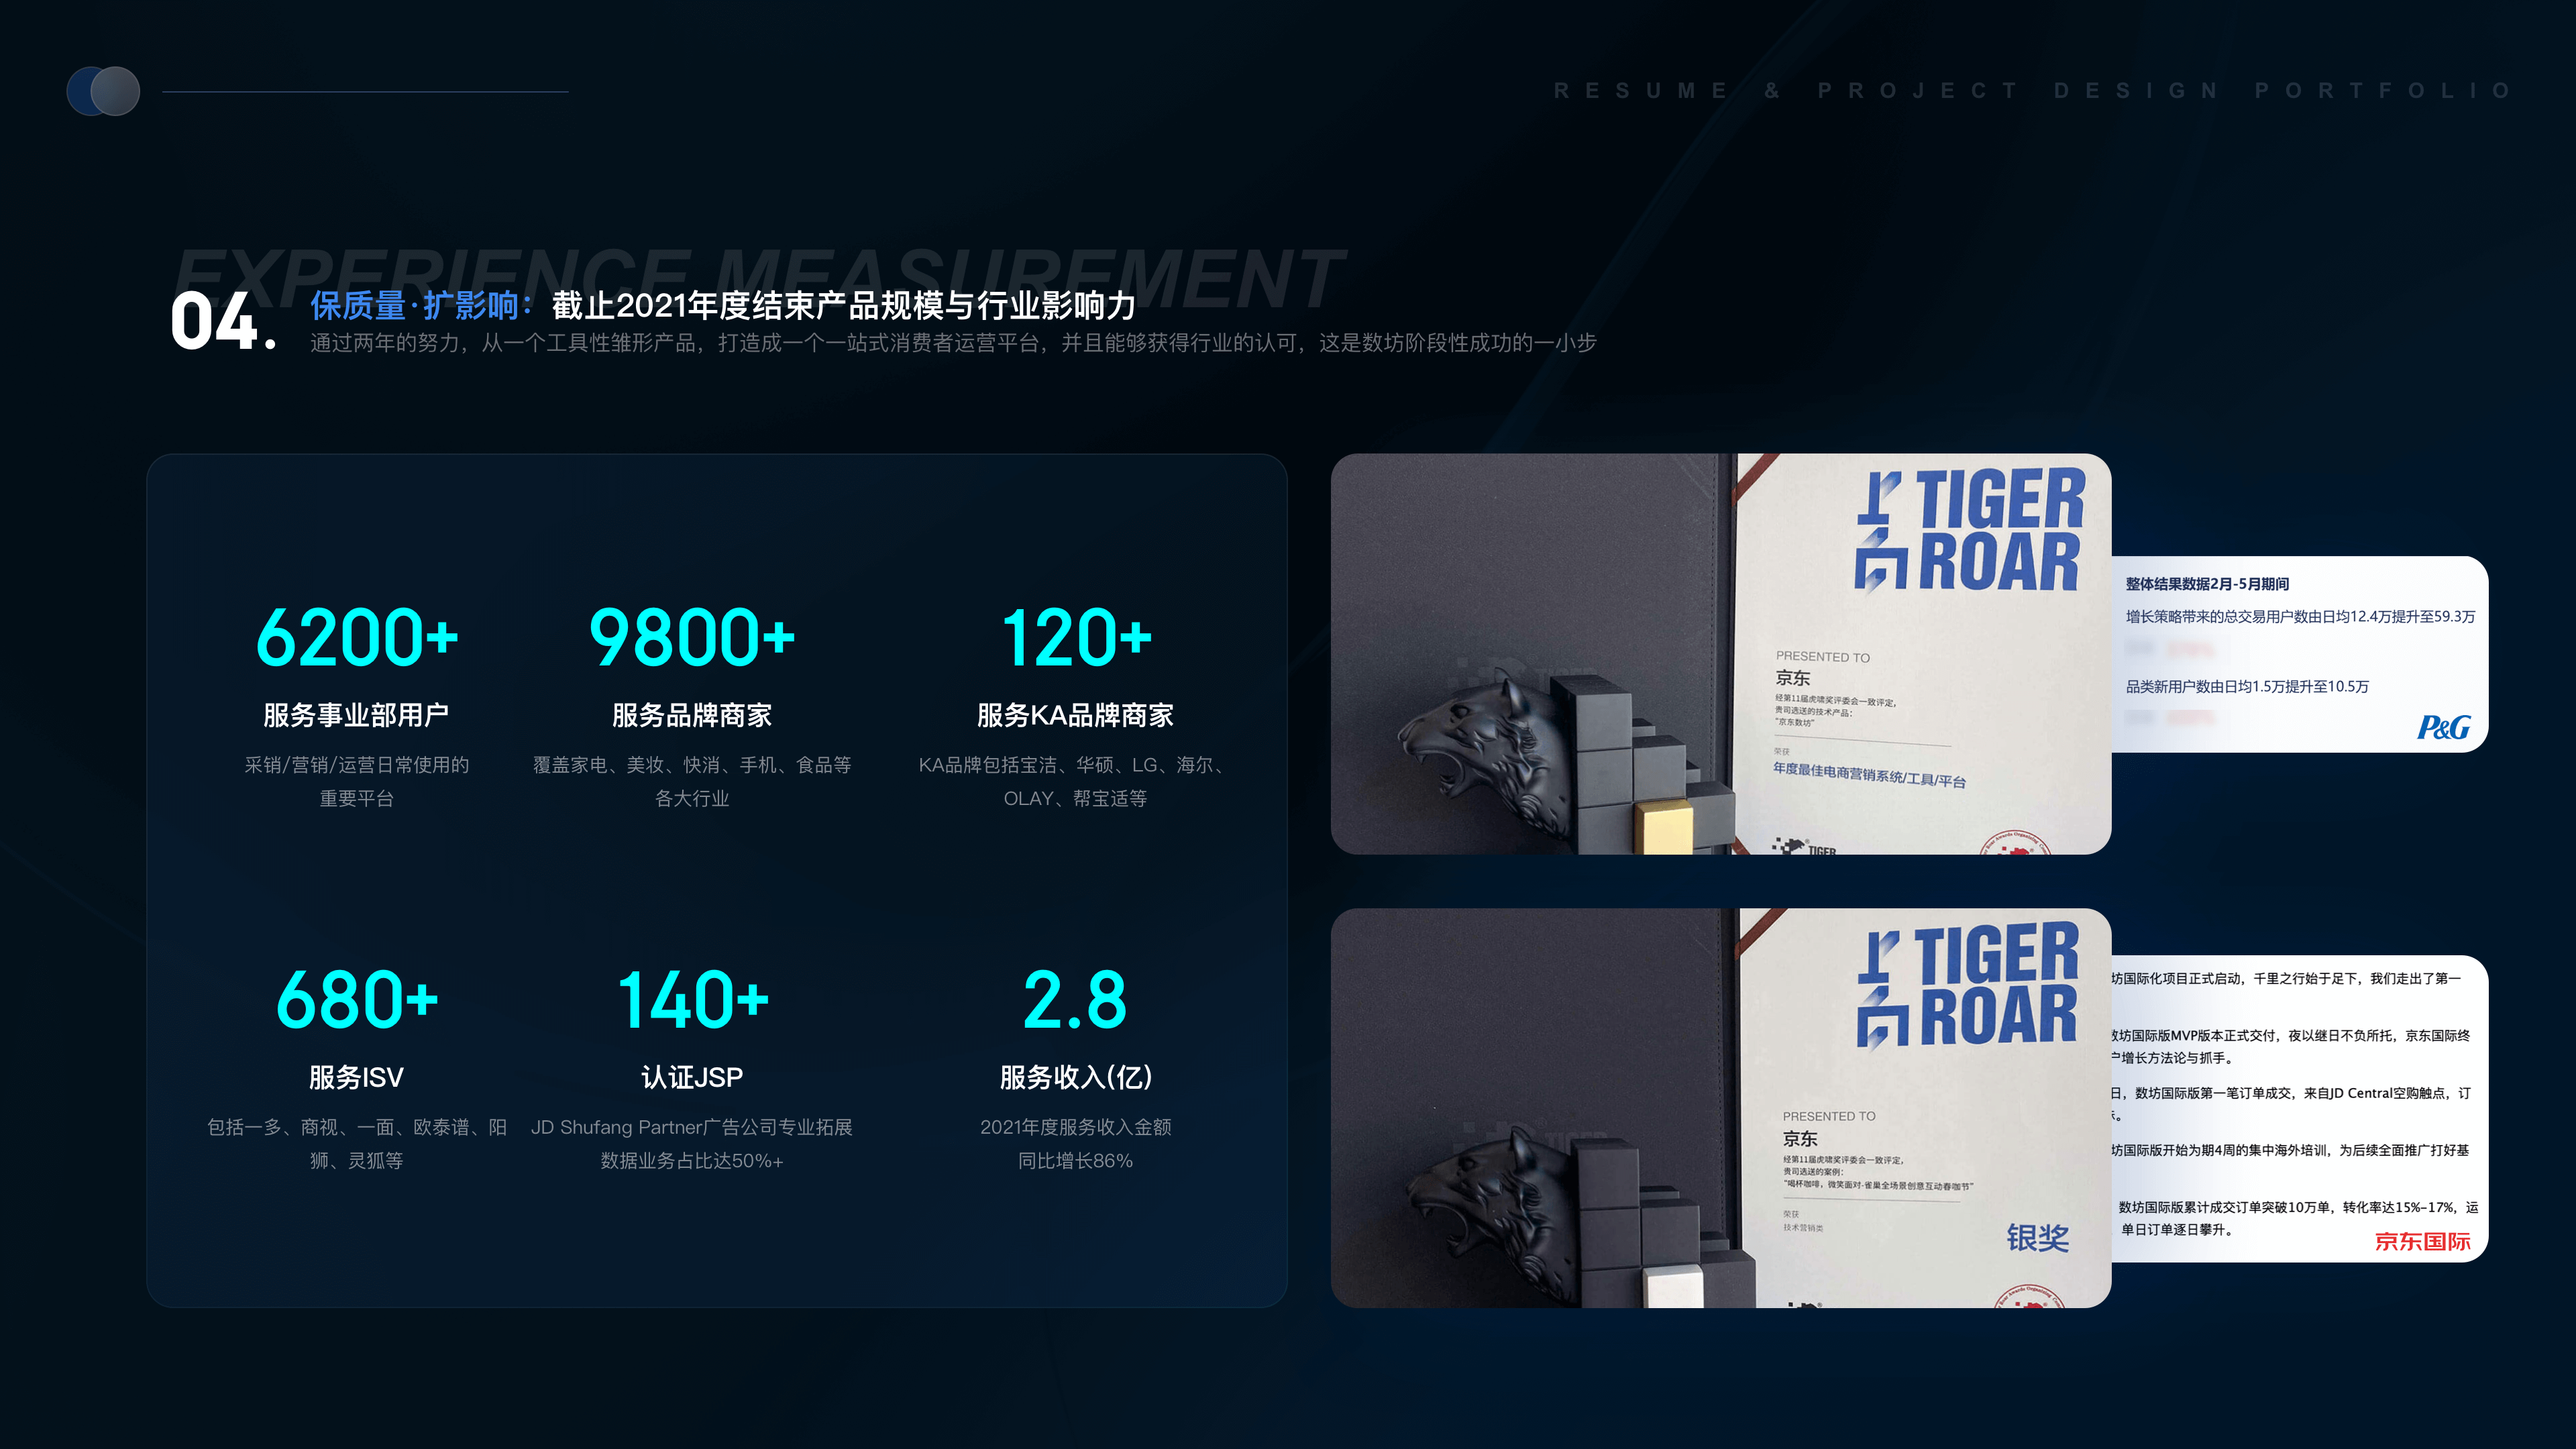 RESUME & PROJECT DESIGN PORTFOLIO
EXPERIENCE MEASUREMENT
04.
保质量·扩影响：截止2021年度结束产品规模与行业影响力
通过两年的努力，从一个工具性雏形产品，打造成一个一站式消费者运营平台，并且能够获得行业的认可，这是数坊阶段性成功的一小步
6200+
服务事业部用户
采销/营销/运营日常使用的
重要平台
9800+
服务品牌商家
覆盖家电、美妆、快消、手机、食品等
各大行业
120+
服务KA品牌商家
KA品牌包括宝洁、华硕、LG、海尔、
OLAY、帮宝适等
680+
服务ISV
包括一多、商视、一面、欧泰谱、阳
狮、灵狐等
140+
认证JSP
JD Shufang Partner广告公司专业拓展
数据业务占比达50%+
2.8
服务收入(亿)
2021年度服务收入金额
同比增长86%
TIGER
ROAR
PRESENTED TO
京东
经第11届虎啸奖评委会一致评定，
贵司选送的技术产品：
“京东数坊”
荣获
年度最佳电商营销系统/工具/平台
TIGER
整体结果数据2月-5月期间
增长策略带来的总交易用户数由日均12.4万提升至59.3万
品类新用户数由日均1.5万提升至10.5万
P&G
TIGER
ROAR
PRESENTED TO
京东
经第11届虎啸奖评委会一致评定，
贵司选送的案例：
“喝杯咖啡，微笑面对-雀巢全场景创意互动春咖节”
荣获
技术营销类
银奖
坊国际化项目正式启动，千里之行始于足下，我们走出了第一
坊国际版MVP版本正式交付，夜以继日不负所托，京东国际终
户增长方法论与抓手。
日，数坊国际版第一笔订单成交，来自JD Central空购触点，订
坊国际版开始为期4周的集中海外培训，为后续全面推广打好基
数坊国际版累计成交订单突破10万单，转化率达15%-17%，运
单日订单逐日攀升。
京东国际